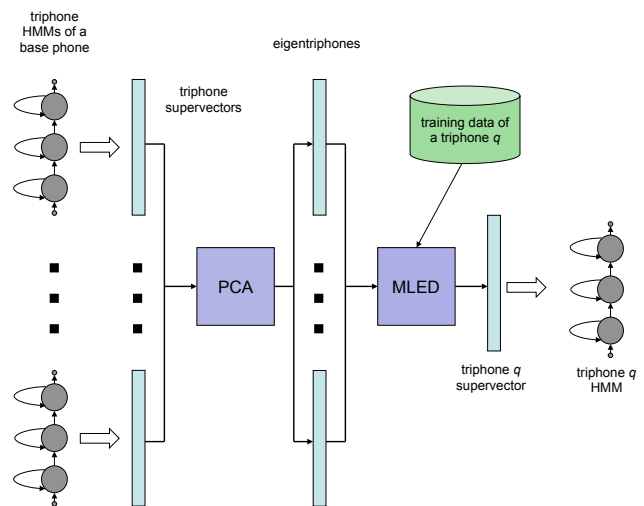 triphone
HMMs of a
base phone
triphone
supervectors
eigentriphones
training data of
a triphone q
PCA
MLED
triphone q
supervector
triphone q
HMM